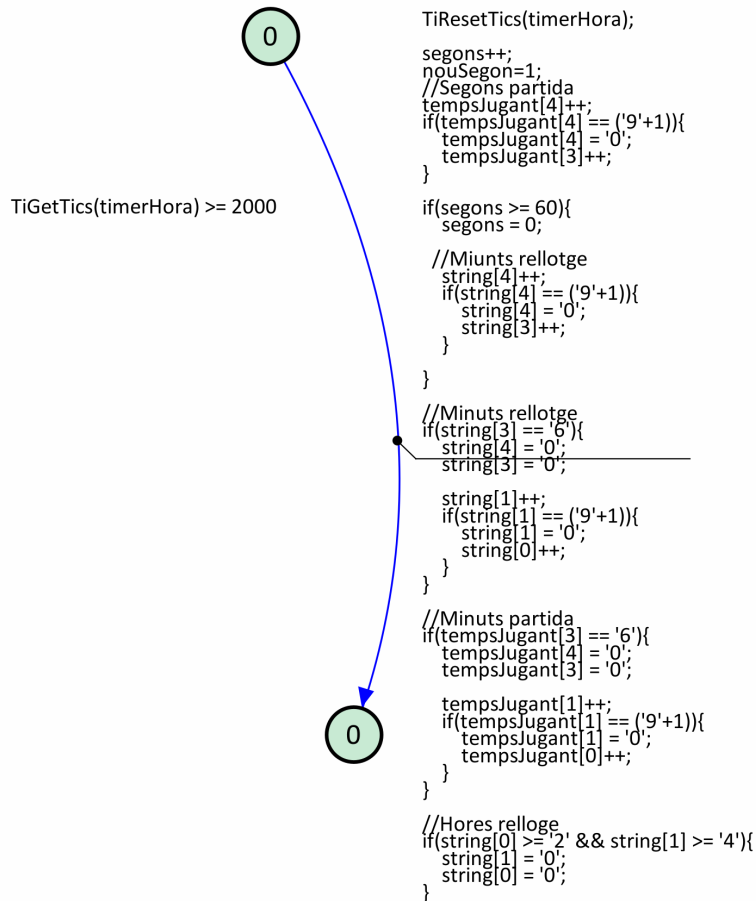 0
TiResetTics(timerHora);
segons++;
nouSegon=1;
//Segons partida
tempsJugant[4]++;
if(tempsJugant[4] == ('9'+1)){
tempsJugant[4] = '0';
tempsJugant[3]++;
}
TiGetTics(timerHora) >= 2000
if(segons >= 60){
segons = 0;
//Miunts rellotge
string[4]++;
if(string[4] == ('9'+1)){
string[4] = '0';
string[3]++;
}
}
//Minuts rellotge
if(string[3] == '6'){
string[4] = '0';
string[3] = '0';
string[1]++;
if(string[1] == ('9'+1)){
string[1] = '0';
string[0]++;
}
}
//Minuts partida
if(tempsJugant[3] == '6'){
tempsJugant[4] = '0';
tempsJugant[3] = '0';
tempsJugant[1]++;
if(tempsJugant[1] == ('9'+1)){
tempsJugant[1] = '0';
tempsJugant[0]++;
}
}
0
//Hores relloge
if(string[0] >= '2' && string[1] >= '4'){
string[1] = '0';
string[0] = '0';
}